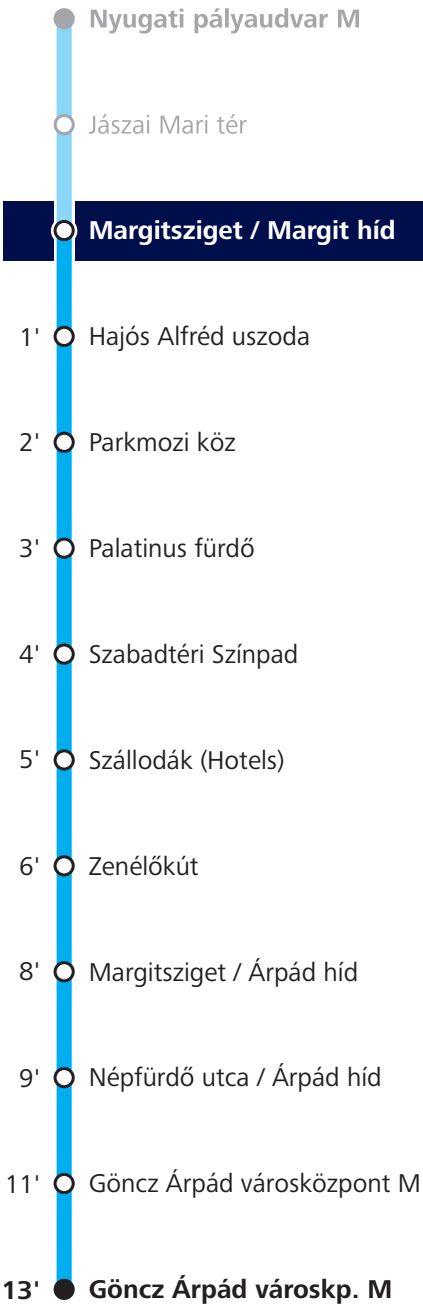 Nyugati pályaudvar M
Jászai Mari tér
Margitsziget / Margit híd
1' Hajós Alfréd uszoda
2' Parkmozi köz
3' Palatinus fürdő
4' Szabadtéri Színpad
5' Szállodák (Hotels)
6' Zenélőkút
8' Margitsziget / Árpád híd
9' Népfürdő utca / Árpád híd
11' Göncz Árpád városközpont M
13' Göncz Árpád városkp. M